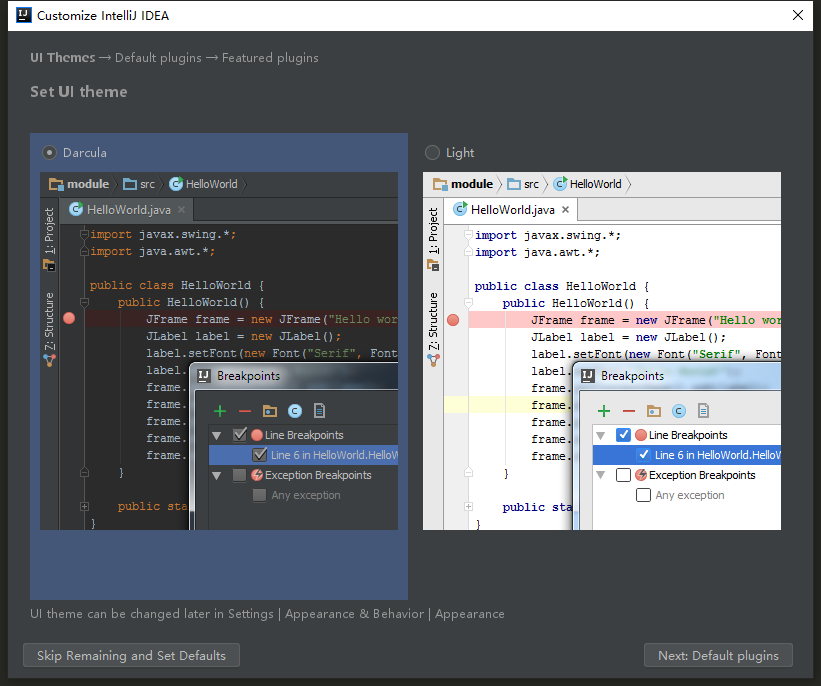 Customize IntelliJ IDEA
UI Themes → Default plugins → Featured plugins
Set UI theme
Darcula
module src HelloWorld
HelloWorld.java
1: Project
7: Structure
import javax.swing.*;
import java.awt.*;
public class HelloWorld {
public HelloWorld() {
JFrame frame = new JFrame("Hello wor
JLabel label = new JLabel();
label.setFont(new Font("Serif", Font
label.
frame.
frame.
frame.
frame.
frame.
}
public sta
}
Breakpoints
Line Breakpoints
Line 6 in HelloWorld.HelloW
Exception Breakpoints
Any exception
Light
module src HelloWorld
HelloWorld.java
1: Project
7: Structure
import javax.swing.*;
import java.awt.*;
public class HelloWorld {
public HelloWorld() {
JFrame frame = new JFrame("Hello wor
JLabel label = new JLabel();
label.setFont(new Font("Serif", Font
label.
frame.
frame.
frame.
frame.
frame.
}
public sta
}
Breakpoints
Line Breakpoints
Line 6 in HelloWorld.HelloW
Exception Breakpoints
Any exception
UI theme can be changed later in Settings | Appearance & Behavior | Appearance
Skip Remaining and Set Defaults
Next: Default plugins